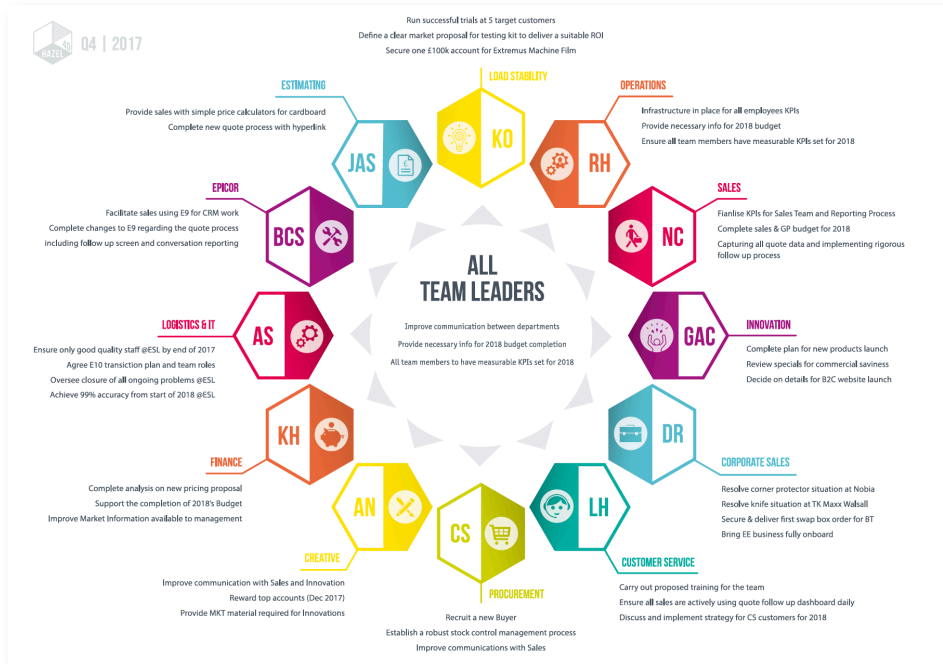 HAZEL 4D
Q4 | 2017
Run successful trials at 5 target customers
Define a clear market proposal for testing kit to deliver a suitable ROI
Secure one £100k account for Extremus Machine Film
LOAD STABILITY
KO
OPERATIONS
Infrastructure in place for all employees KPIs
Provide necessary info for 2018 budget
Ensure all team members have measurable KPIs set for 2018
RH
SALES
Fianlise KPIs for Sales Team and Reporting Process
Complete sales & GP budget for 2018
Capturing all quote data and implementing rigorous
follow up process
NC
INNOVATION
Complete plan for new products launch
Review specials for commercial saviness
Decide on details for B2C website launch
GAC
CORPORATE SALES
Resolve corner protector situation at Nobia
Resolve knife situation at TK Maxx Walsall
Secure & deliver first swap box order for BT
Bring EE business fully onboard
DR
CUSTOMER SERVICE
Carry out proposed training for the team
Ensure all sales are actively using quote follow up dashboard daily
Discuss and implement strategy for CS customers for 2018
LH
PROCUREMENT
Recruit a new Buyer
Establish a robust stock control management process
Improve communications with Sales
CS
CREATIVE
Improve communication with Sales and Innovation
Reward top accounts (Dec 2017)
Provide MKT material required for Innovations
AN
FINANCE
Complete analysis on new pricing proposal
Support the completion of 2018's Budget
Improve Market Information available to management
KH
LOGISTICS & IT
Ensure only good quality staff @ESL by end of 2017
Agree E10 transiction plan and team roles
Oversee closure of all ongoing problems @ESL
Achieve 99% accuracy from start of 2018 @ESL
AS
EPICOR
Facilitate sales using E9 for CRM work
Complete changes to E9 regarding the quote process
including follow up screen and conversation reporting
BCS
ESTIMATING
Provide sales with simple price calculators for cardboard
Complete new quote process with hyperlink
JAS
£
ALL
TEAM LEADERS
Improve communication between departments
Provide necessary info for 2018 budget completion
All team members to have measurable KPIs set for 2018